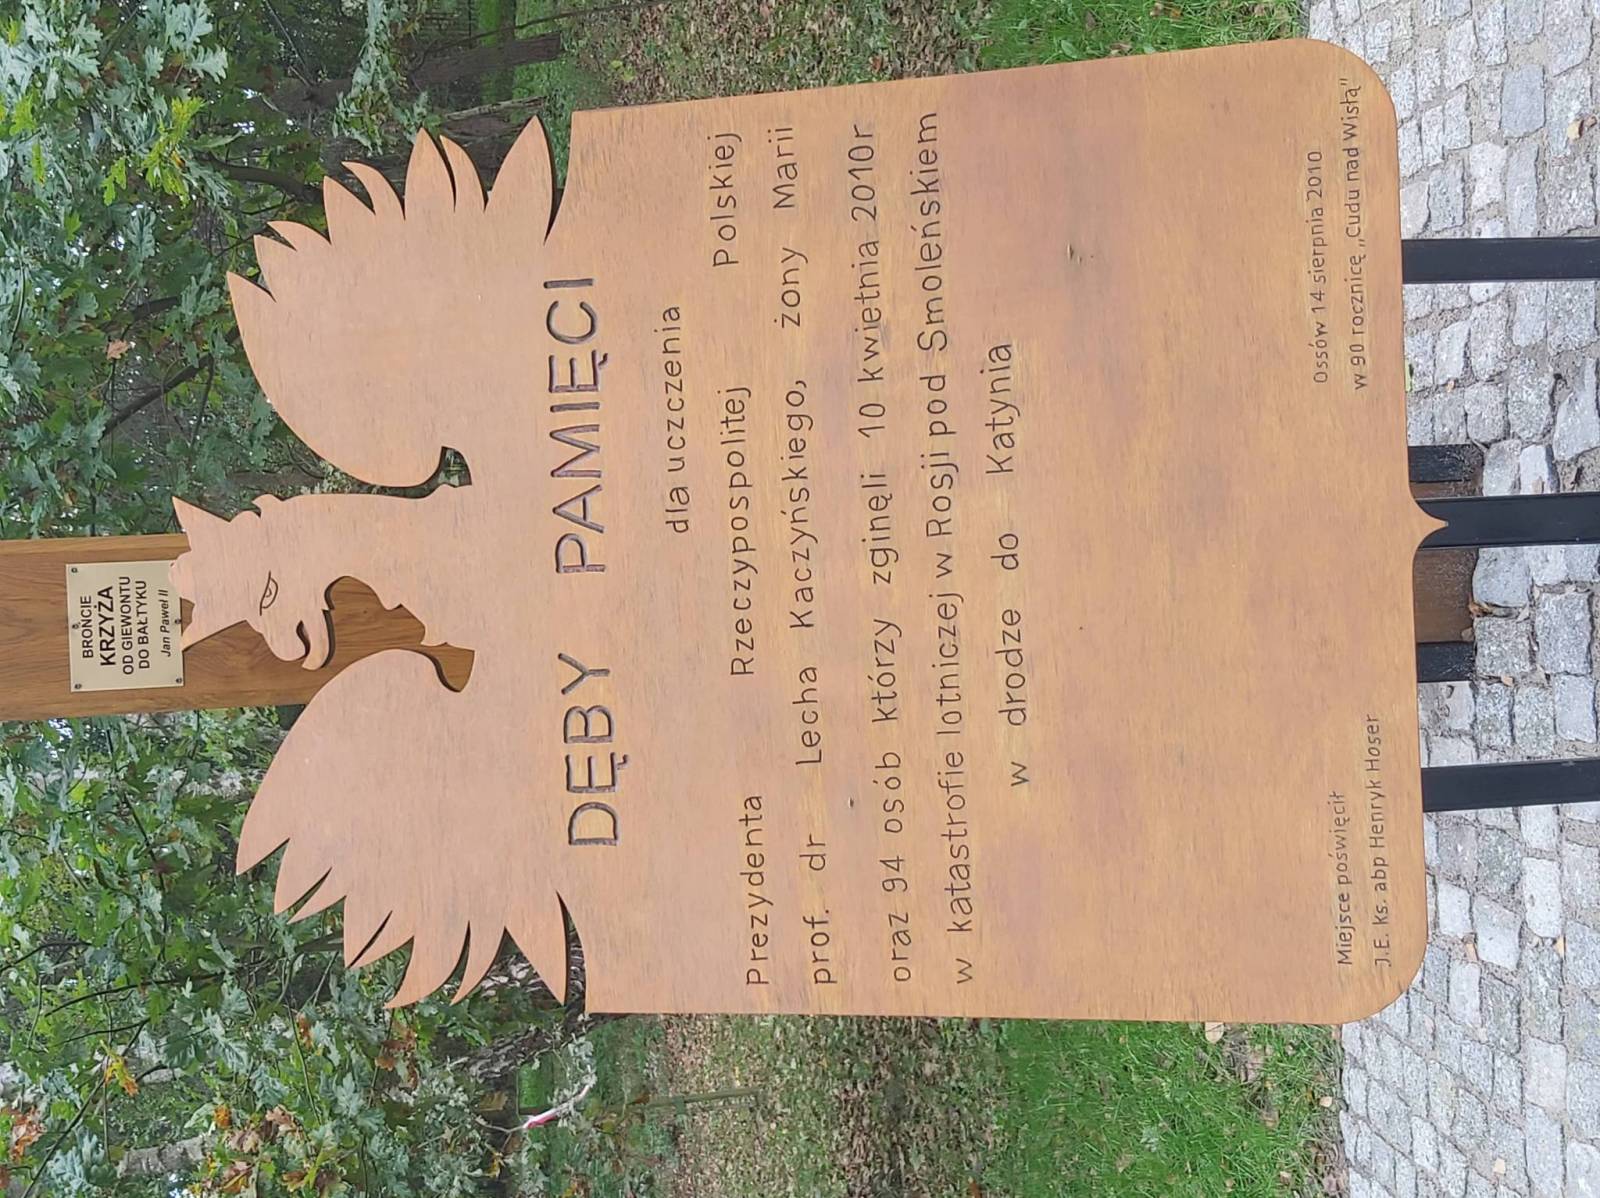 BROŃCIE
KRZYŻA
OD GIEWONTU
DO BAŁTYKU
Jan Paweł II
DĘBY PAMIĘCI
dla uczczenia
Prezydenta Rzeczypospolitej Polskiej
prof. dr Lecha Kaczyńskiego, żony Marii
oraz 94 osób którzy zginęli 10 kwietnia 2010r
w katastrofie lotniczej w Rosji pod Smoleńskiem
w drodze do Katynia
Miejsce poświęcił
J.E. Ks. abp Henryk Hoser
Ossów 14 sierpnia 2010
w 90 rocznicę „Cudu nad Wisłą"